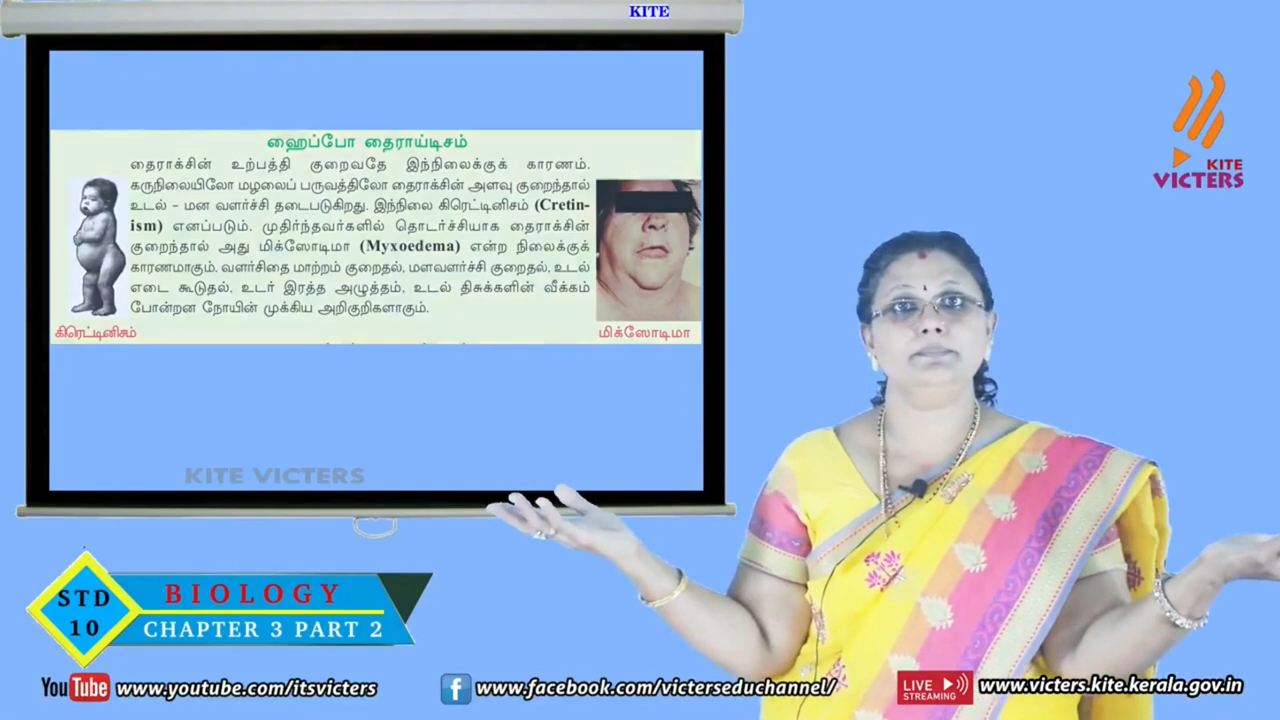 KITE
ஹைப்போ தைராய்டிசம்
தைராக்சின் உற்பத்தி குறைவதே இந்நிலைக்குக் காரணம்.
கருநிலையிலோ மழலைப் பருவத்திலோ தைராக்சின் அளவு குறைந்தால்
உடல் – மன வளர்ச்சி தடைபடுகிறது. இந்நிலை கிரெட்டினிசம் (Cretin-
ism) எனப்படும். முதிர்ந்தவர்களில் தொடர்ச்சியாக தைராக்சின்
குறைந்தால் அது மிக்ஸோடிமா (Myxoedema) என்ற நிலைக்குக்
காரணமாகும். வளர்சிதை மாற்றம் குறைதல், மனவளர்ச்சி குறைதல், உடல்
எடை கூடுதல், உடர் இரத்த அழுத்தம், உடல் திசுக்களின் வீக்கம்
போன்றன நோயின் முக்கிய அறிகுறிகளாகும்.
கிரெட்டினிசம்
மிக்ஸோடிமா
KITE VICTERS
KITE
VICTERS
STD
10
BIOLOGY
CHAPTER 3 PART 2
YouTube www.youtube.com/itsvicters
f www.facebook.com/victerseduchannel/
LIVE
STREAMING
www.victers.kite.kerala.gov.in